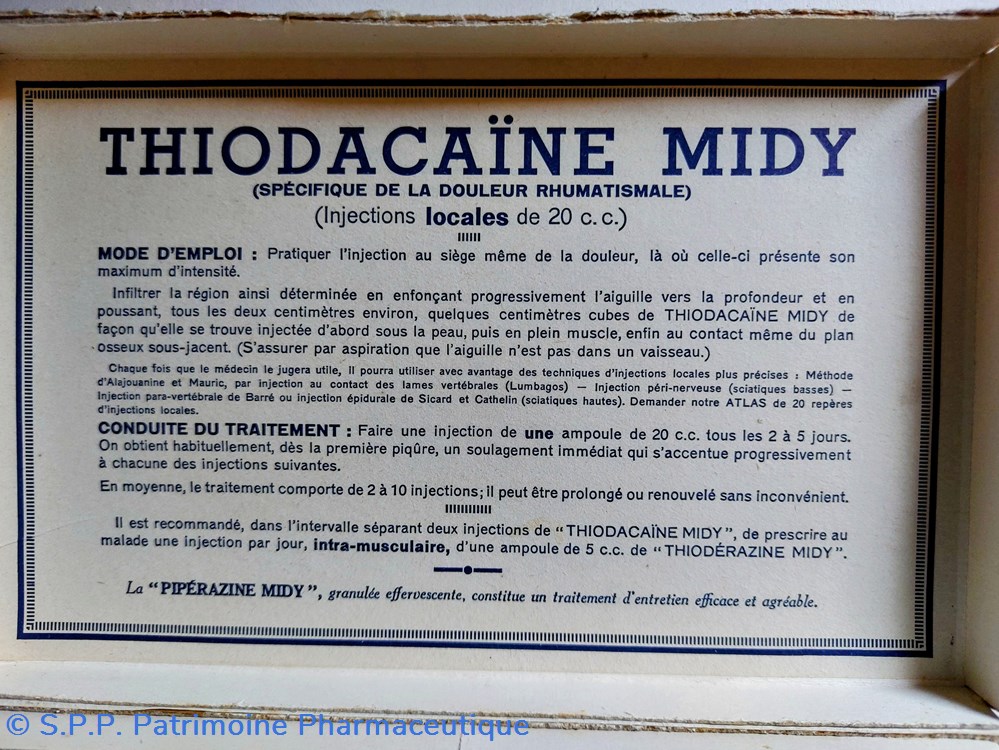 THIODACAÏNE MIDY
(SPÉCIFIQUE DE LA DOULEUR RHUMATISMALE)
(Injections locales de 20 c.c.)
MODE D'EMPLOI : Pratiquer l'injection au siège même de la douleur, là où celle-ci présente son
maximum d'intensité.
Infiltrer la région ainsi déterminée en enfonçant progressivement l'aiguille vers la profondeur et en
poussant, tous les deux centimètres environ, quelques centimètres cubes de THIODACAÏNE MIDY de
façon qu'elle se trouve injectée d'abord sous la peau, puis en plein muscle, enfin au contact même du plan
osseux sous-jacent. (S'assurer par aspiration que l'aiguille n'est pas dans un vaisseau.)
Chaque fois que le médecin le jugera utile, Il pourra utiliser avec avantage des techniques d'injections locales plus précises : Méthode
d'Alajouanine et Mauric, par injection au contact des lames vertébrales (Lumbagos) — Injection péri-nerveuse (sciatiques basses) —
Injection para-vertébrale de Barré ou injection épidurale de Sicard et Cathelin (sciatiques hautes). Demander notre ATLAS de 20 repères
d'injections locales.
CONDUITE DU TRAITEMENT : Faire une injection de une ampoule de 20 c.c. tous les 2 à 5 jours.
On obtient habituellement, dès la première piqûre, un soulagement immédiat qui s'accentue progressivement
à chacune des injections suivantes.
En moyenne, le traitement comporte de 2 à 10 injections; il peut être prolongé ou renouvelé sans inconvénient.
Il est recommandé, dans l'intervalle séparant deux injections de “THIODACAÏNE MIDY”, de prescrire au
malade une injection par jour, intra-musculaire, d'une ampoule de 5 c.c. de “THIODÉRAZINE MIDY”.
La “PIPÉRAZINE MIDY”, granulée effervescente, constitue un traitement d'entretien efficace et agréable.
© S.P.P. Patrimoine Pharmaceutique